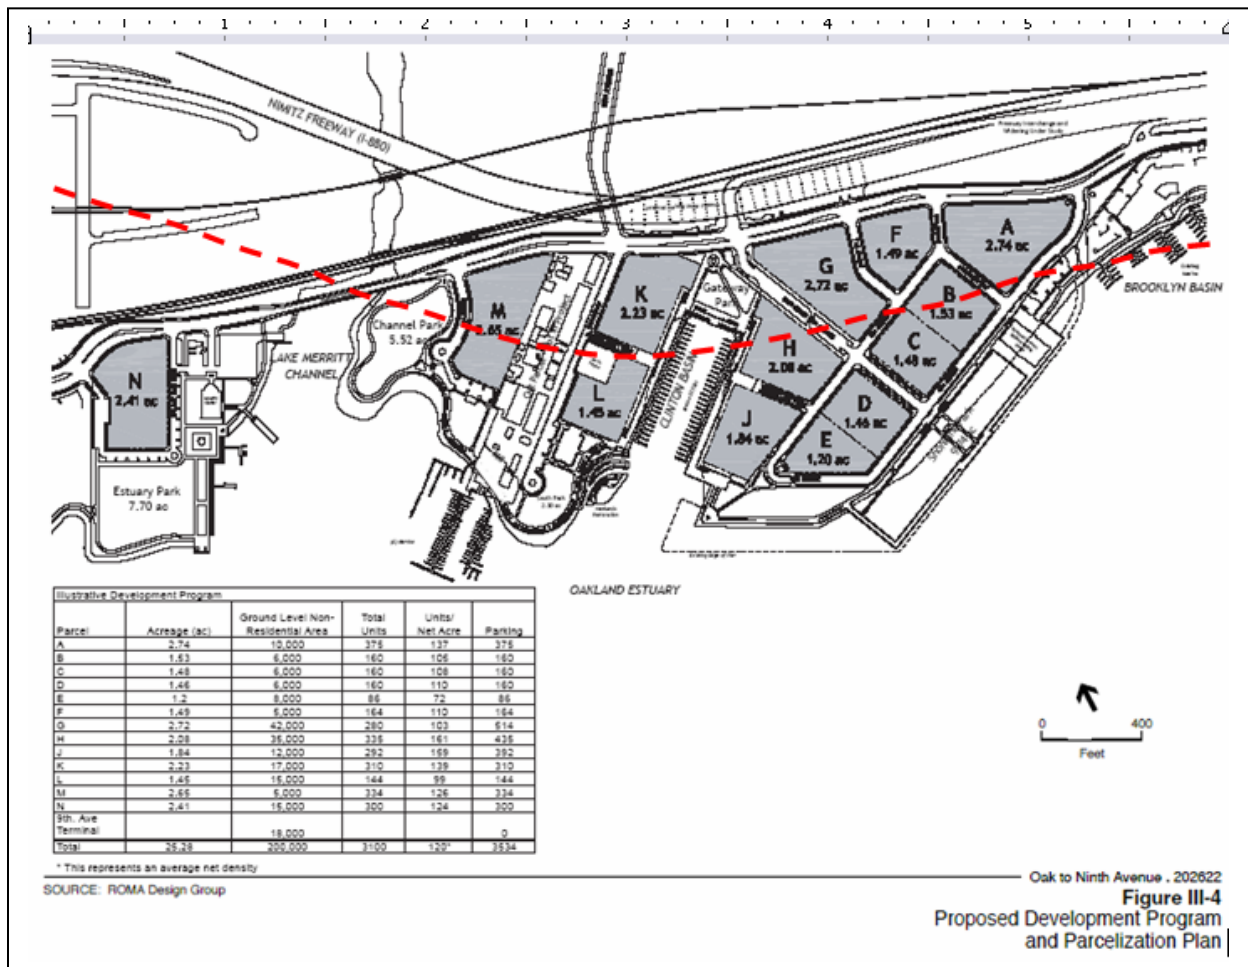 1 2 3 4 5
NIMITZ FREEWAY (I-880)
Freeway Interchange and
Widening Under Study
A
2.74 ac
F
1.49 ac
G
2.72 ac
B
1.53 ac
BROOKLYN BASIN
M
2.65 ac
K
2.23 ac
Gateway
Park
Channel Park
5.52 ac
C
1.48 ac
H
2.08 ac
LAKE MERRITT
CHANNEL
N
2.41 ac
L
1.45 ac
CLINTON BASIN
D
1.46 ac
J
1.84 ac
E
1.20 ac
Estuary Park
7.70 ac
South Park
OAKLAND ESTUARY
Illustrative Development Program
Parcel Acreage (ac) Ground Level Non-Residential Area Total Units Units/Net Acre Parking
A 2.74 10,000 375 137 375
B 1.53 6,000 160 105 160
C 1.48 6,000 160 108 160
D 1.46 6,000 160 110 160
E 1.2 8,000 86 72 86
F 1.49 5,000 164 110 164
G 2.72 42,000 280 103 514
H 2.08 35,000 335 161 435
J 1.84 12,000 292 159 392
K 2.23 17,000 310 139 310
L 1.45 15,000 144 99 144
M 2.65 5,000 334 126 334
N 2.41 15,000 300 124 300
9th. Ave Terminal 18,000 0
Total 25.28 200,000 3100 120* 3534
* This represents an average net density
0 400
Feet
SOURCE: ROMA Design Group
Oak to Ninth Avenue . 202622
Figure III-4
Proposed Development Program
and Parcelization Plan